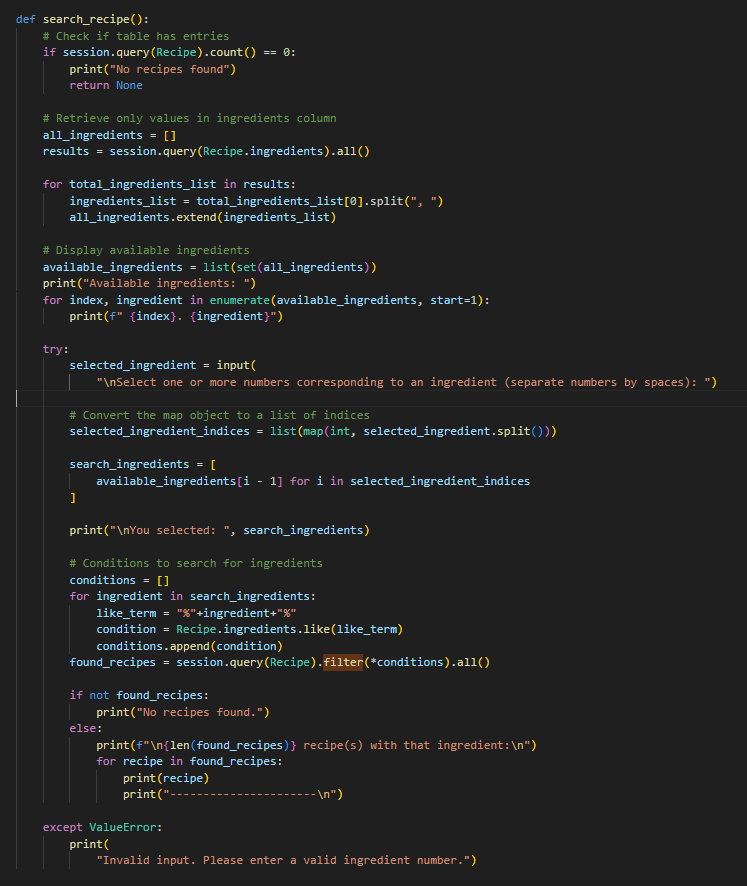 def search_recipe():
    # Check if table has entries
    if session.query(Recipe).count() == 0:
        print("No recipes found")
        return None

    # Retrieve only values in ingredients column
    all_ingredients = []
    results = session.query(Recipe.ingredients).all()

    for total_ingredients_list in results:
        ingredients_list = total_ingredients_list[0].split(", ")
        all_ingredients.extend(ingredients_list)

    # Display available ingredients
    available_ingredients = list(set(all_ingredients))
    print("Available ingredients: ")
    for index, ingredient in enumerate(available_ingredients, start=1):
        print(f" {index}. {ingredient}")

    try:
        selected_ingredient = input(
            "\nSelect one or more numbers corresponding to an ingredient (separate numbers by spaces): ")

        # Convert the map object to a list of indices
        selected_ingredient_indices = list(map(int, selected_ingredient.split()))

        search_ingredients = [
            available_ingredients[i - 1] for i in selected_ingredient_indices
        ]

        print("\nYou selected: ", search_ingredients)

        # Conditions to search for ingredients
        conditions = []
        for ingredient in search_ingredients:
            like_term = "%"+ingredient+"%"
            condition = Recipe.ingredients.like(like_term)
            conditions.append(condition)
        found_recipes = session.query(Recipe).filter(*conditions).all()

        if not found_recipes:
            print("No recipes found.")
        else:
            print(f"\n{len(found_recipes)} recipe(s) with that ingredient:\n")
            for recipe in found_recipes:
                print(recipe)
                print("----------------------\n")

    except ValueError:
        print(
            "Invalid input. Please enter a valid ingredient number.")